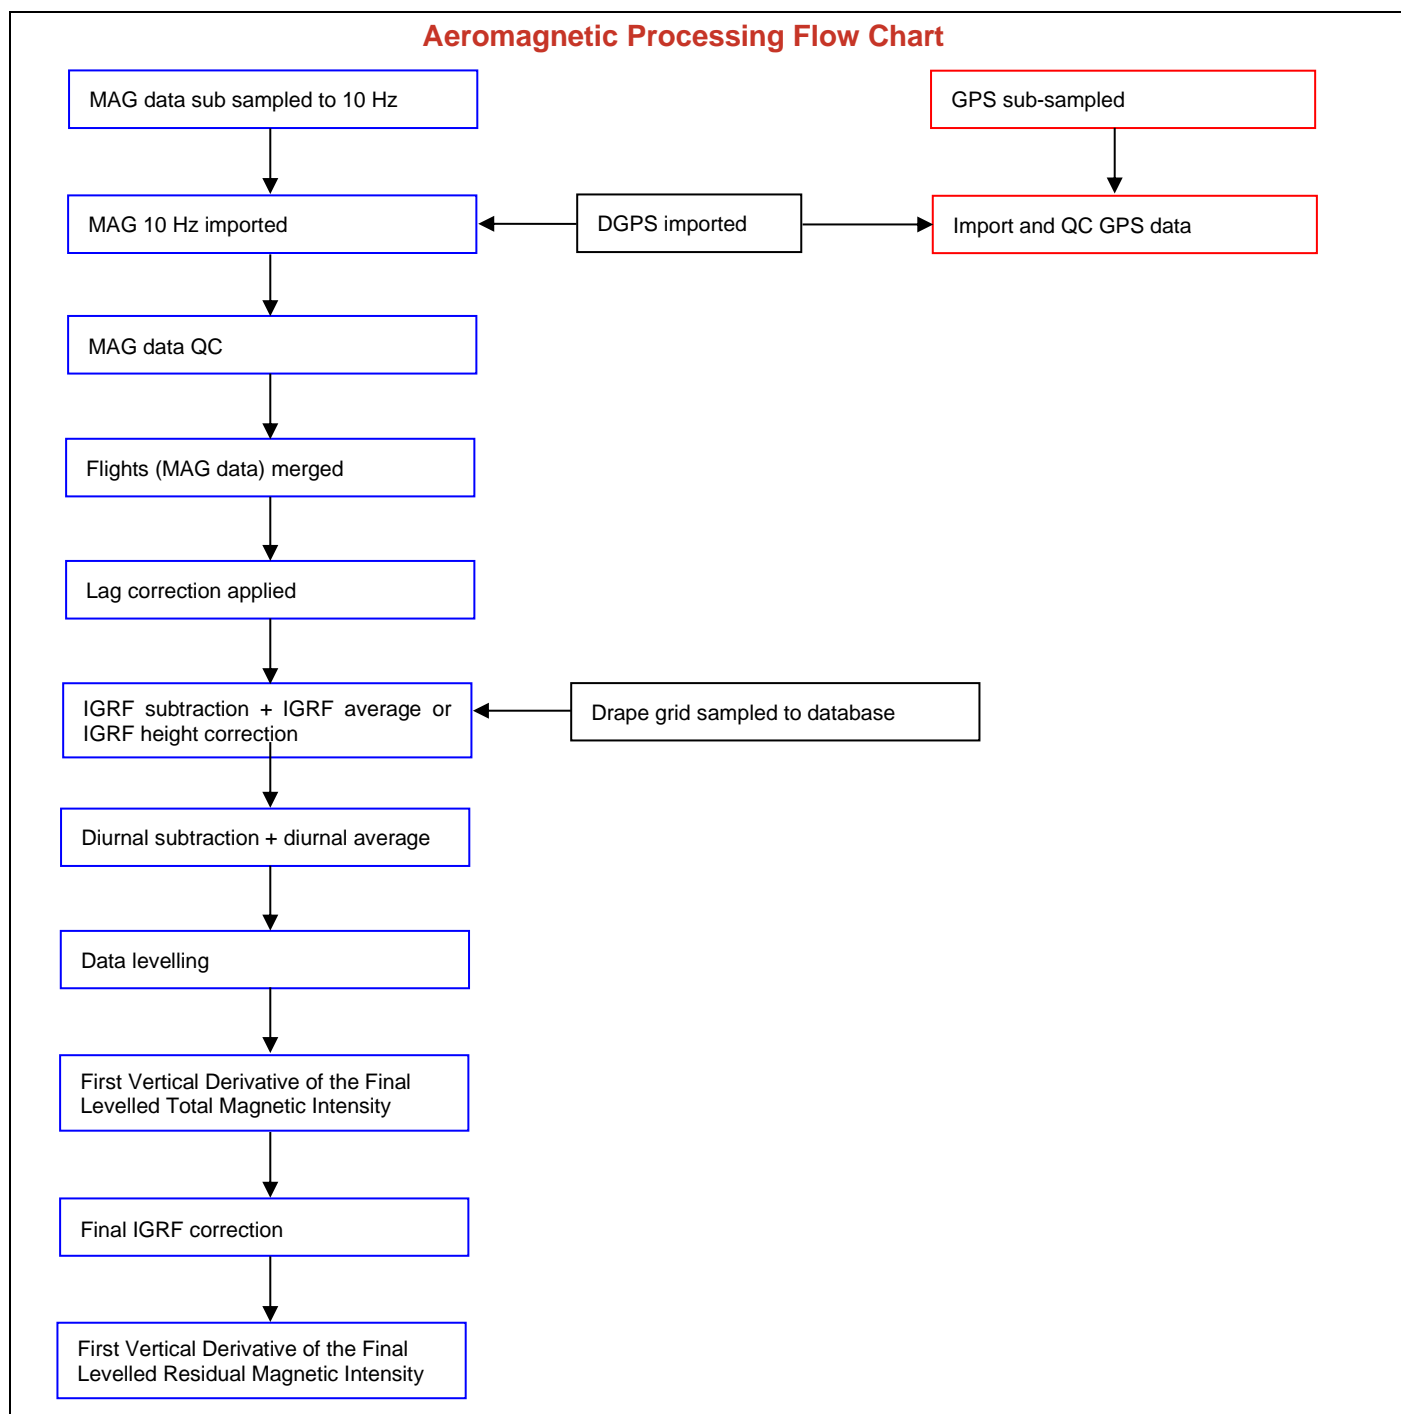 Aeromagnetic Processing Flow Chart
MAG data sub sampled to 10 Hz
GPS sub-sampled
MAG 10 Hz imported
DGPS imported
Import and QC GPS data
MAG data QC
Flights (MAG data) merged
Lag correction applied
IGRF subtraction + IGRF average or
IGRF height correction
Drape grid sampled to database
Diurnal subtraction + diurnal average
Data levelling
First Vertical Derivative of the Final
Levelled Total Magnetic Intensity
Final IGRF correction
First Vertical Derivative of the Final
Levelled Residual Magnetic Intensity